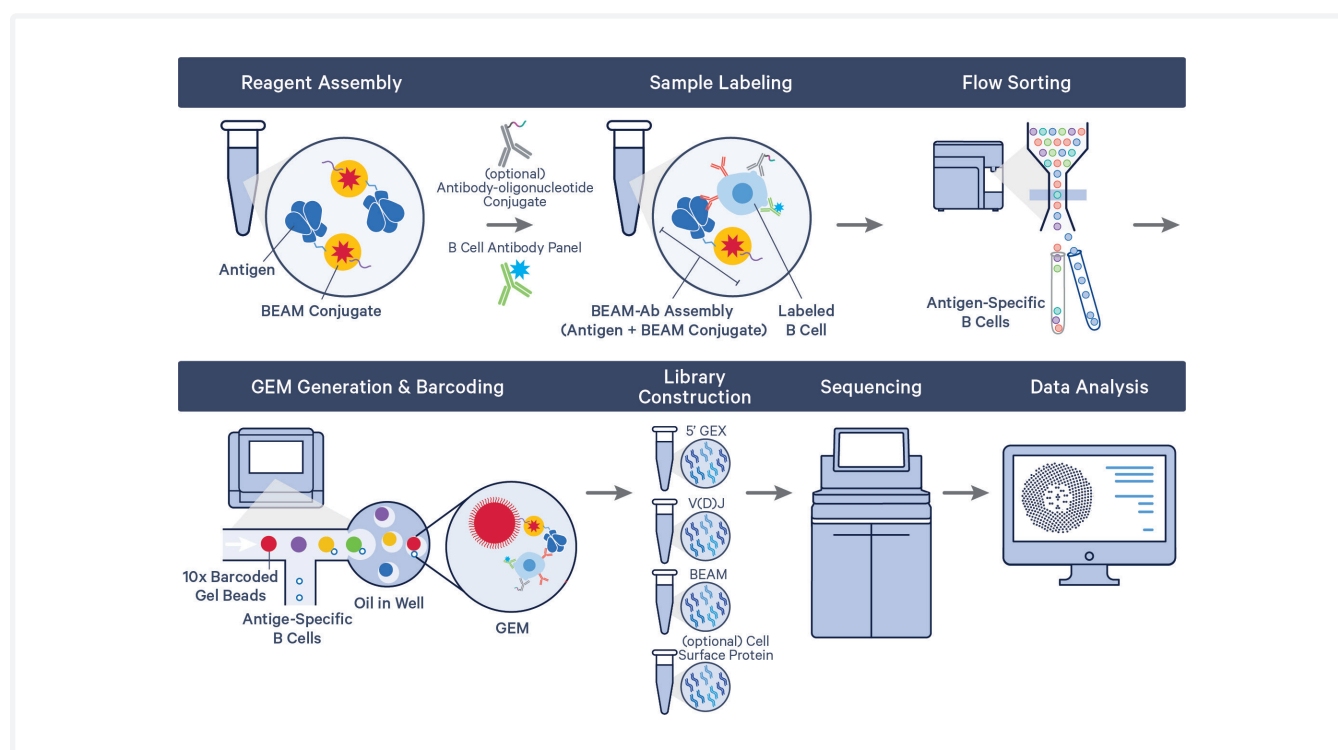 Reagent Assembly
Sample Labeling
Flow Sorting
(optional)
Antibody-oligonucleotide
Conjugate
B Cell Antibody Panel
Antigen
BEAM Conjugate
BEAM-Ab Assembly
(Antigen + BEAM Conjugate)
Labeled
B Cell
Antigen-Specific
B Cells
GEM Generation & Barcoding
Library
Construction
Sequencing
Data Analysis
10x Barcoded
Gel Beads
Antige-Specific
B Cells
Oil in Well
GEM
5' GEX
V(D)J
BEAM
(optional) Cell
Surface Protein